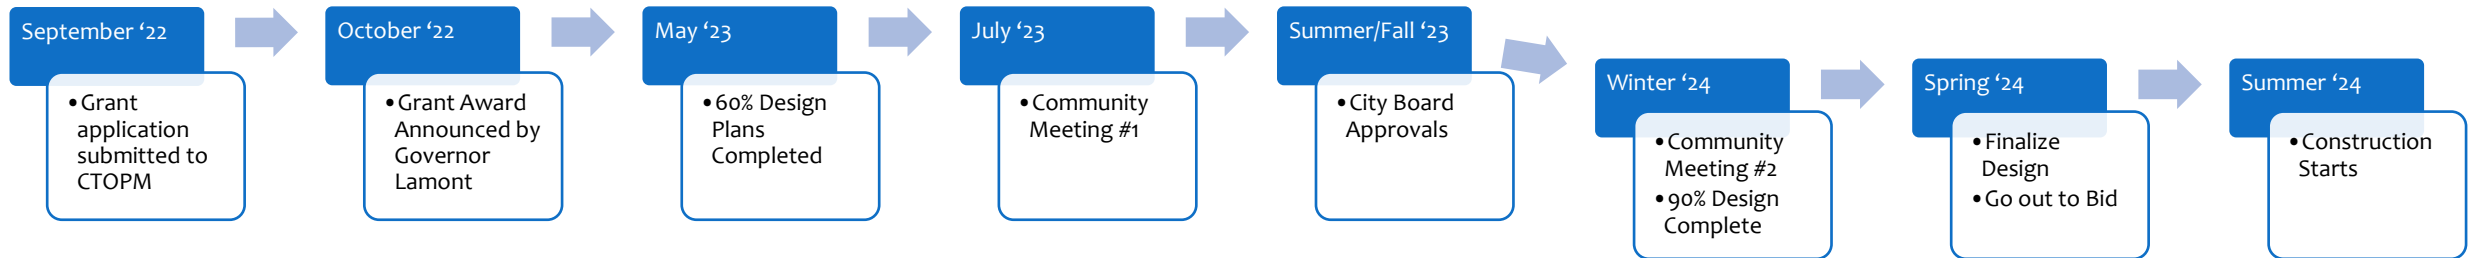 September ‘22
• Grant
application
submitted to
CTOPM
October ‘22
• Grant Award
Announced by
Governor
Lamont
May ‘23
• 60% Design
Plans
Completed
July ‘23
• Community
Meeting #1
Summer/Fall ‘23
• City Board
Approvals
Winter ‘24
• Community
Meeting #2
• 90% Design
Complete
Spring ‘24
• Finalize
Design
• Go out to Bid
Summer ‘24
• Construction
Starts